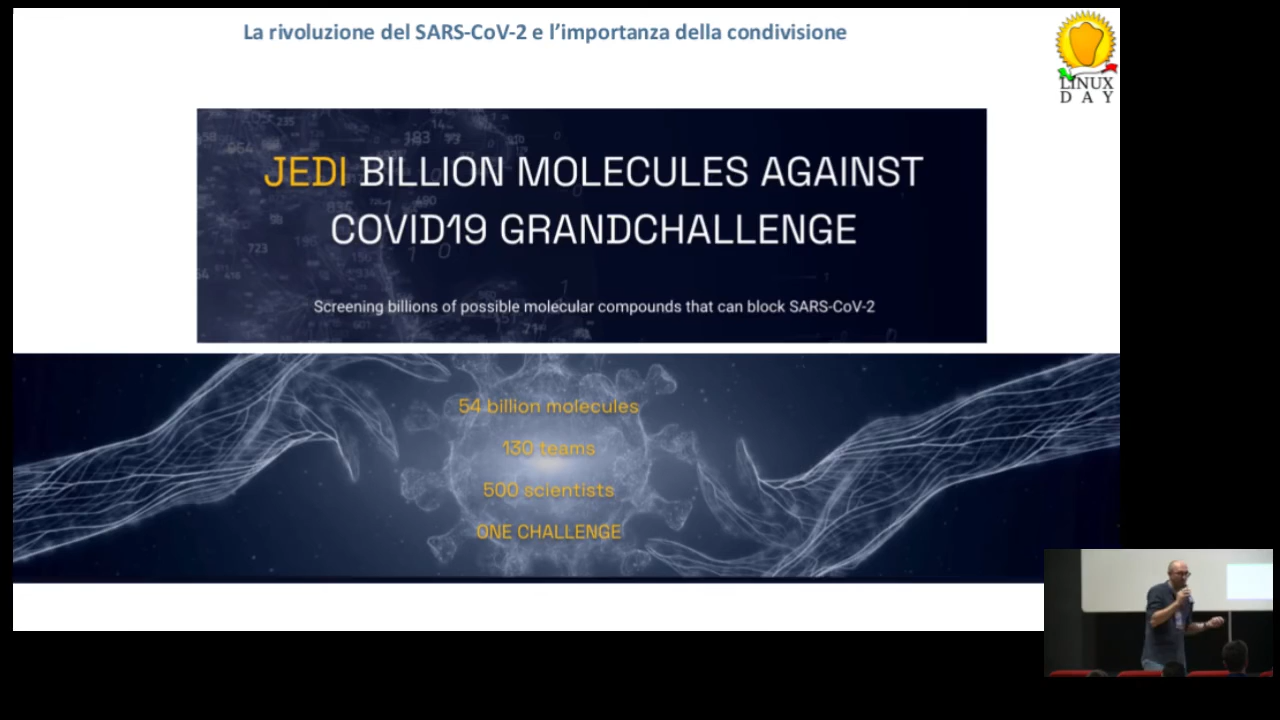 La rivoluzione del SARS-CoV-2 e l’importanza della condivisione
LINUX
D A Y
JEDI BILLION MOLECULES AGAINST
COVID19 GRANDCHALLENGE
Screening billions of possible molecular compounds that can block SARS-CoV-2
54 billion molecules
130 teams
500 scientists
ONE CHALLENGE